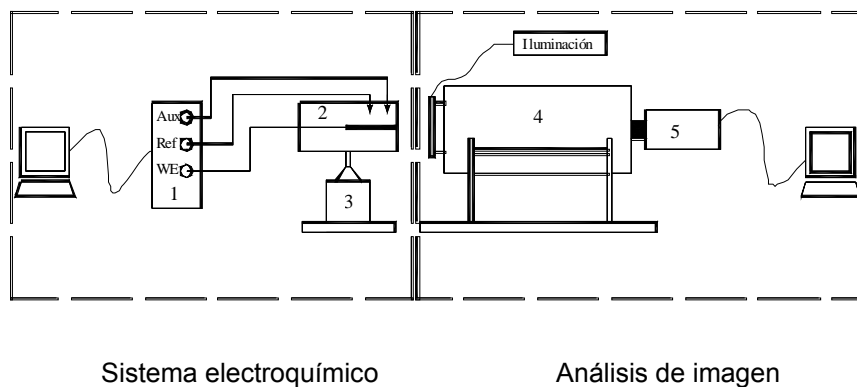 Iluminación
Aux
Ref
WE
1
2
3
4
5
Sistema electroquímico
Análisis de imagen